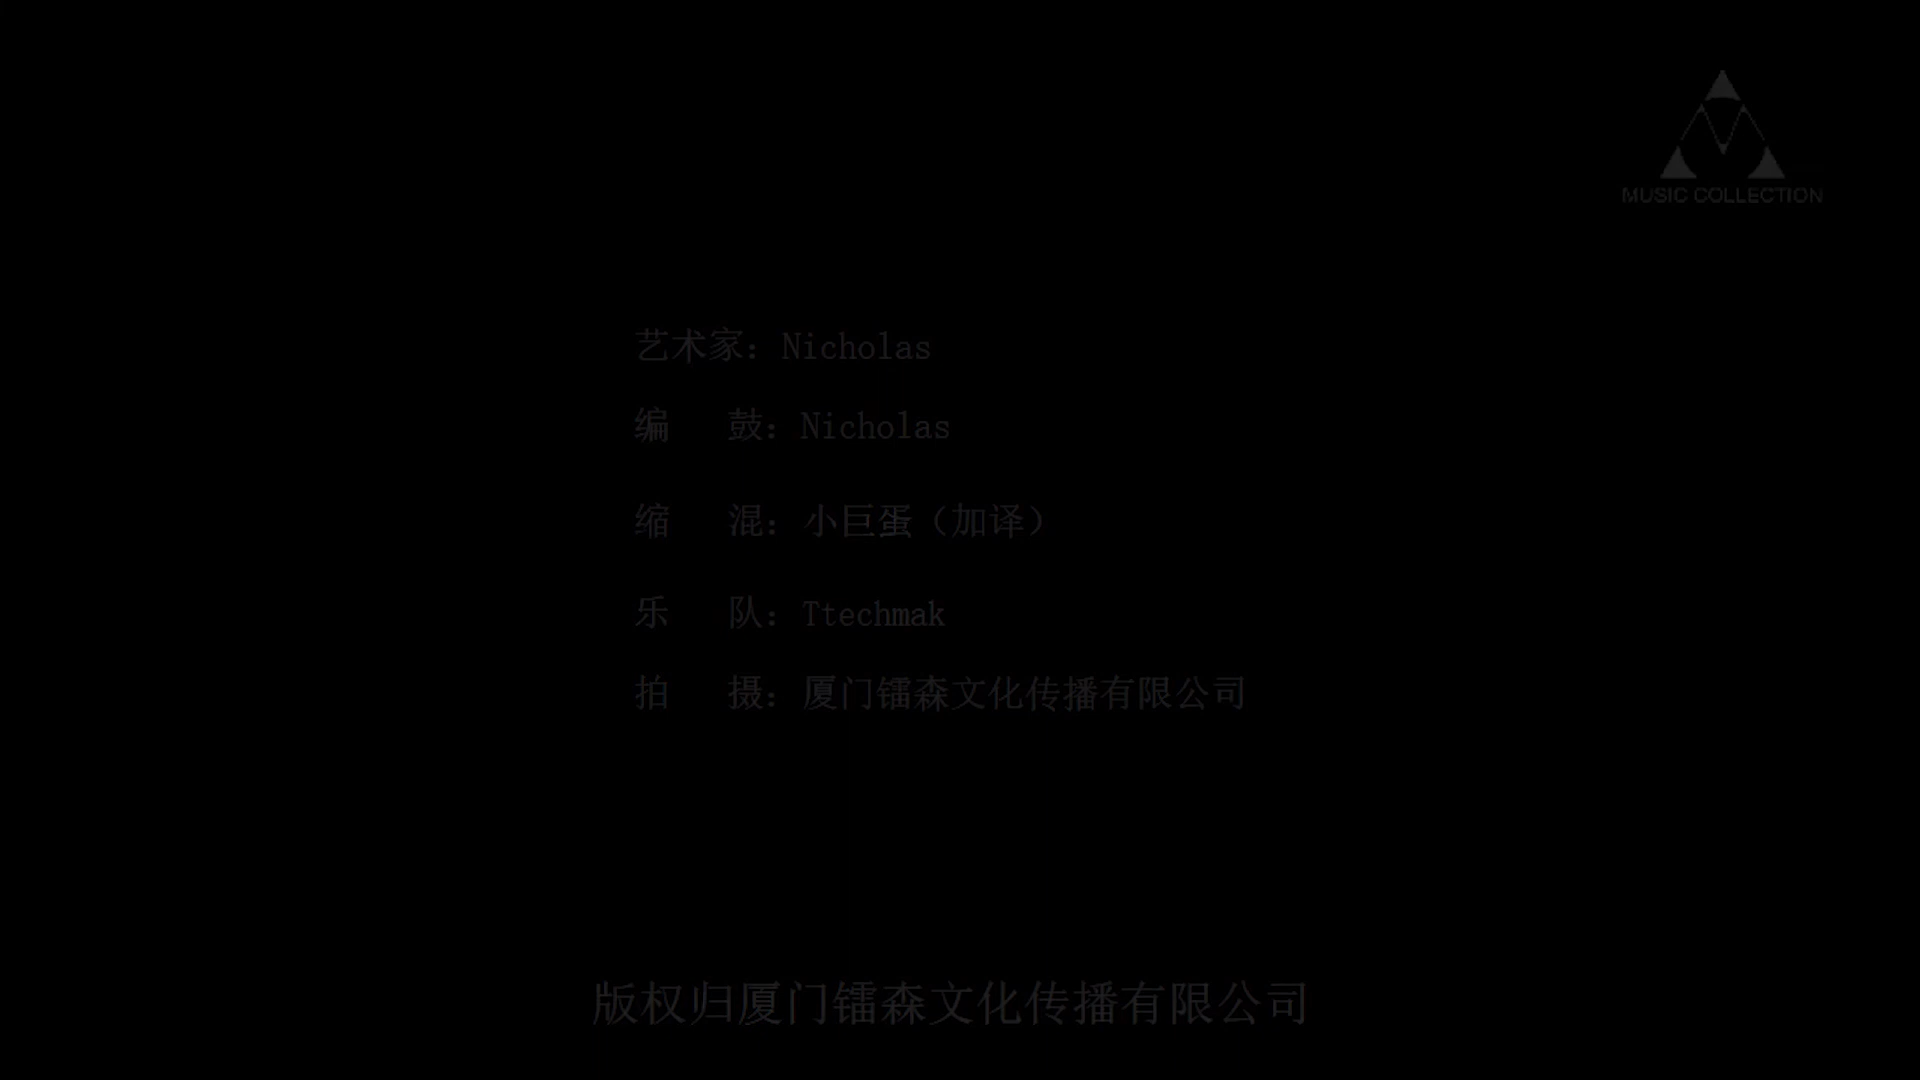 MUSIC COLLECTION
艺术家：Nicholas
编 鼓：Nicholas
缩 混：小巨蛋（加译）
乐 队：Ttechmak
拍 摄：厦门镭森文化传播有限公司
版权归厦门镭森文化传播有限公司